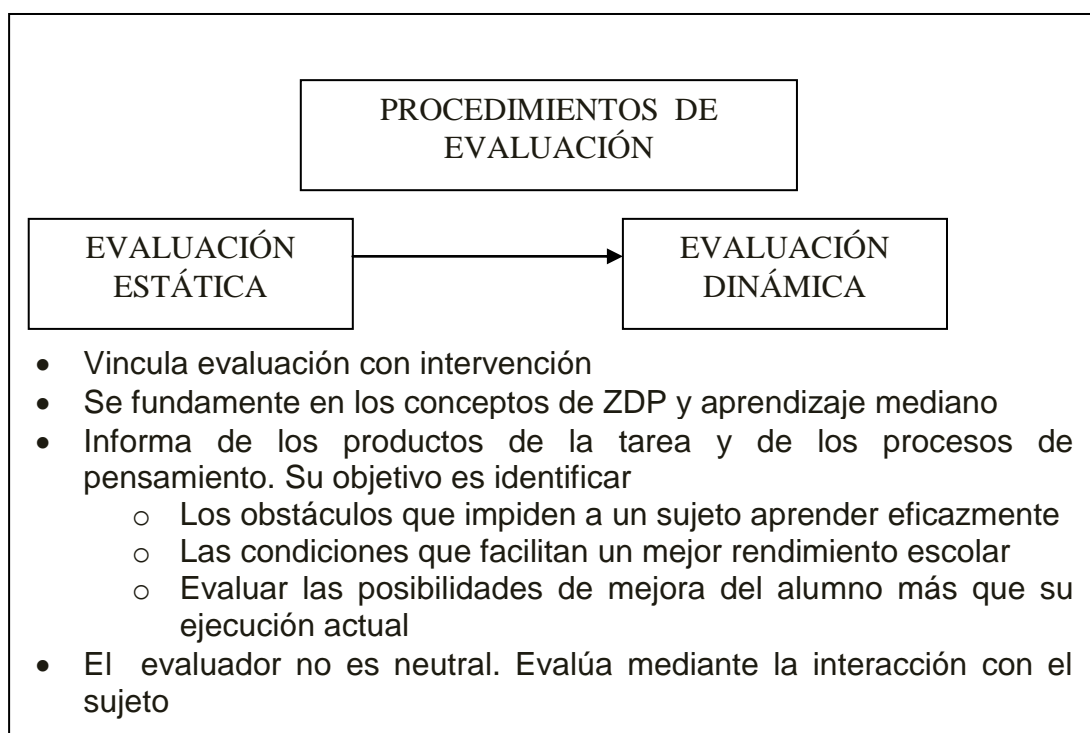 PROCEDIMIENTOS DE
EVALUACIÓN
EVALUACIÓN
ESTÁTICA
EVALUACIÓN
DINÁMICA
• Vincula evaluación con intervención
• Se fundamente en los conceptos de ZDP y aprendizaje mediano
• Informa de los productos de la tarea y de los procesos de
pensamiento. Su objetivo es identificar
o Los obstáculos que impiden a un sujeto aprender eficazmente
o Las condiciones que facilitan un mejor rendimiento escolar
o Evaluar las posibilidades de mejora del alumno más que su
ejecución actual
• El evaluador no es neutral. Evalúa mediante la interacción con el
sujeto